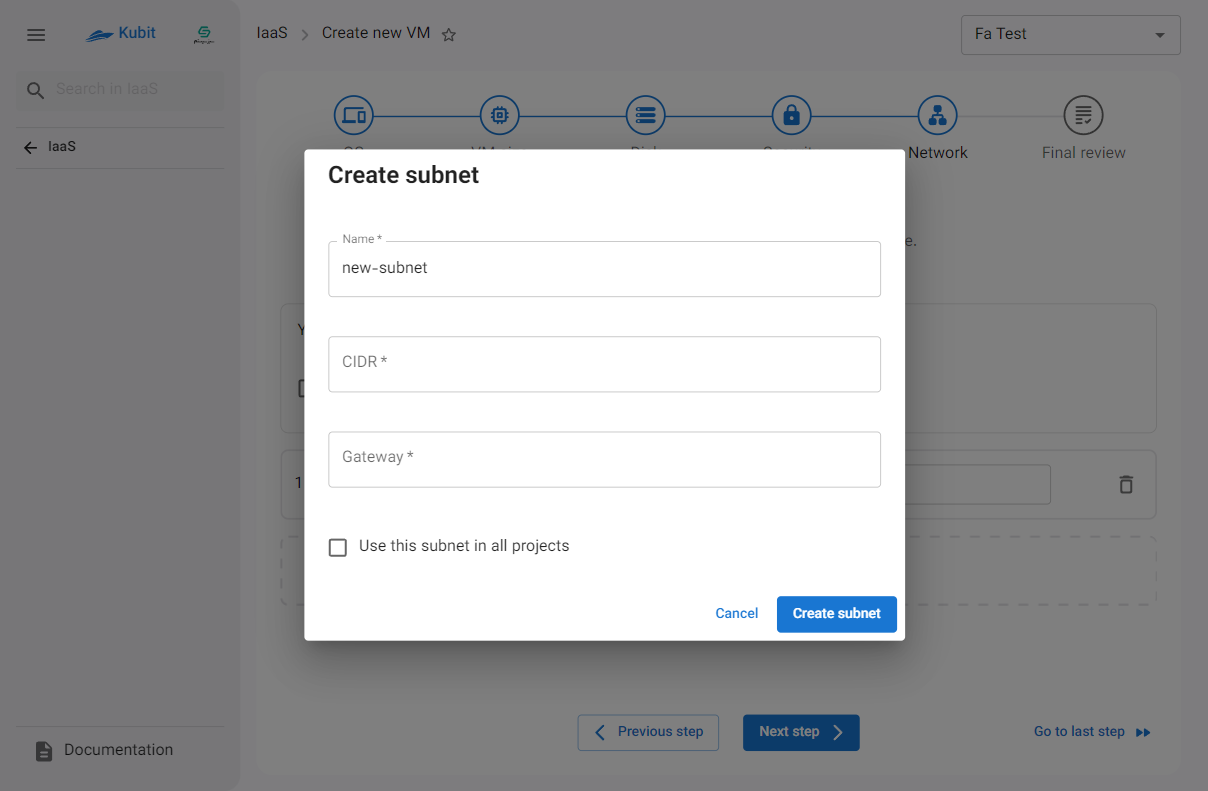 Kubit
IaaS
Create new VM
Fa Test
Search in IaaS
IaaS
Network
Final review
Create subnet
Name *
new-subnet
CIDR *
Gateway *
1
Use this subnet in all projects
Cancel
Create subnet
Previous step
Next step
Go to last step
Documentation